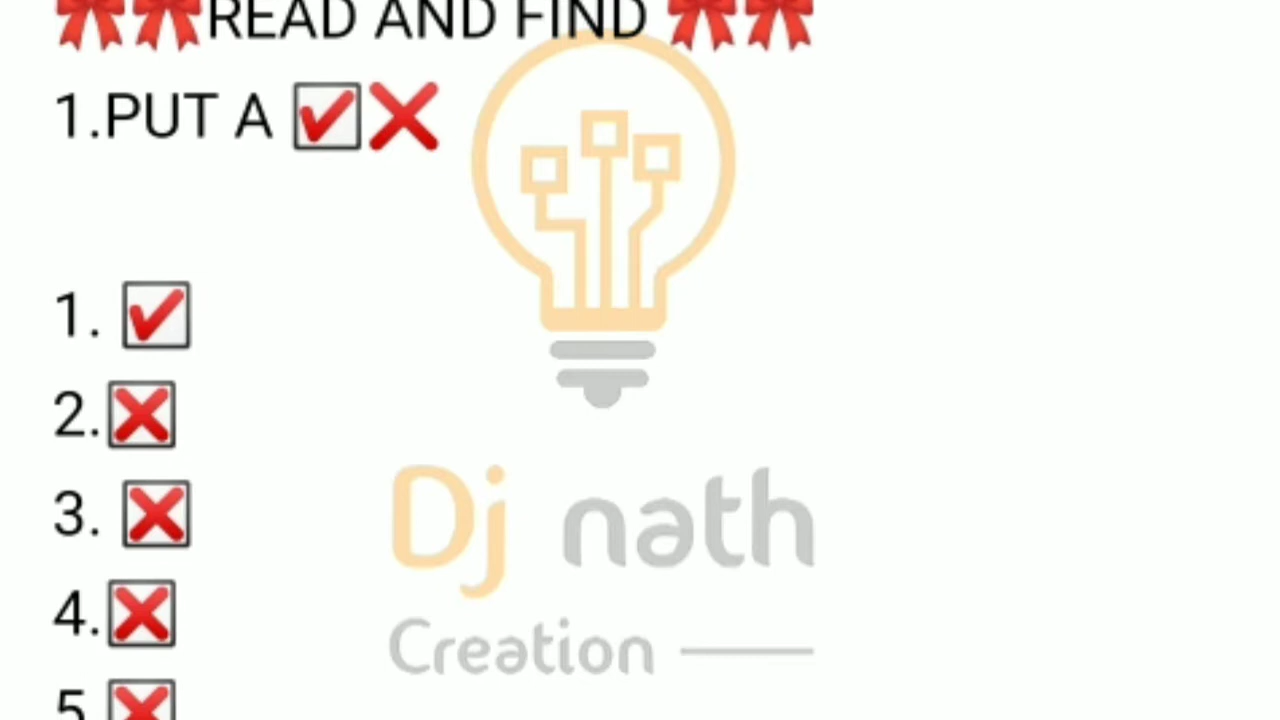 🎀🎀READ AND FIND 🎀🎀
1.PUT A ☑❌
1. ☑
2.❎
3. ❎
4.❎
5.❎
Dj nath
Creation